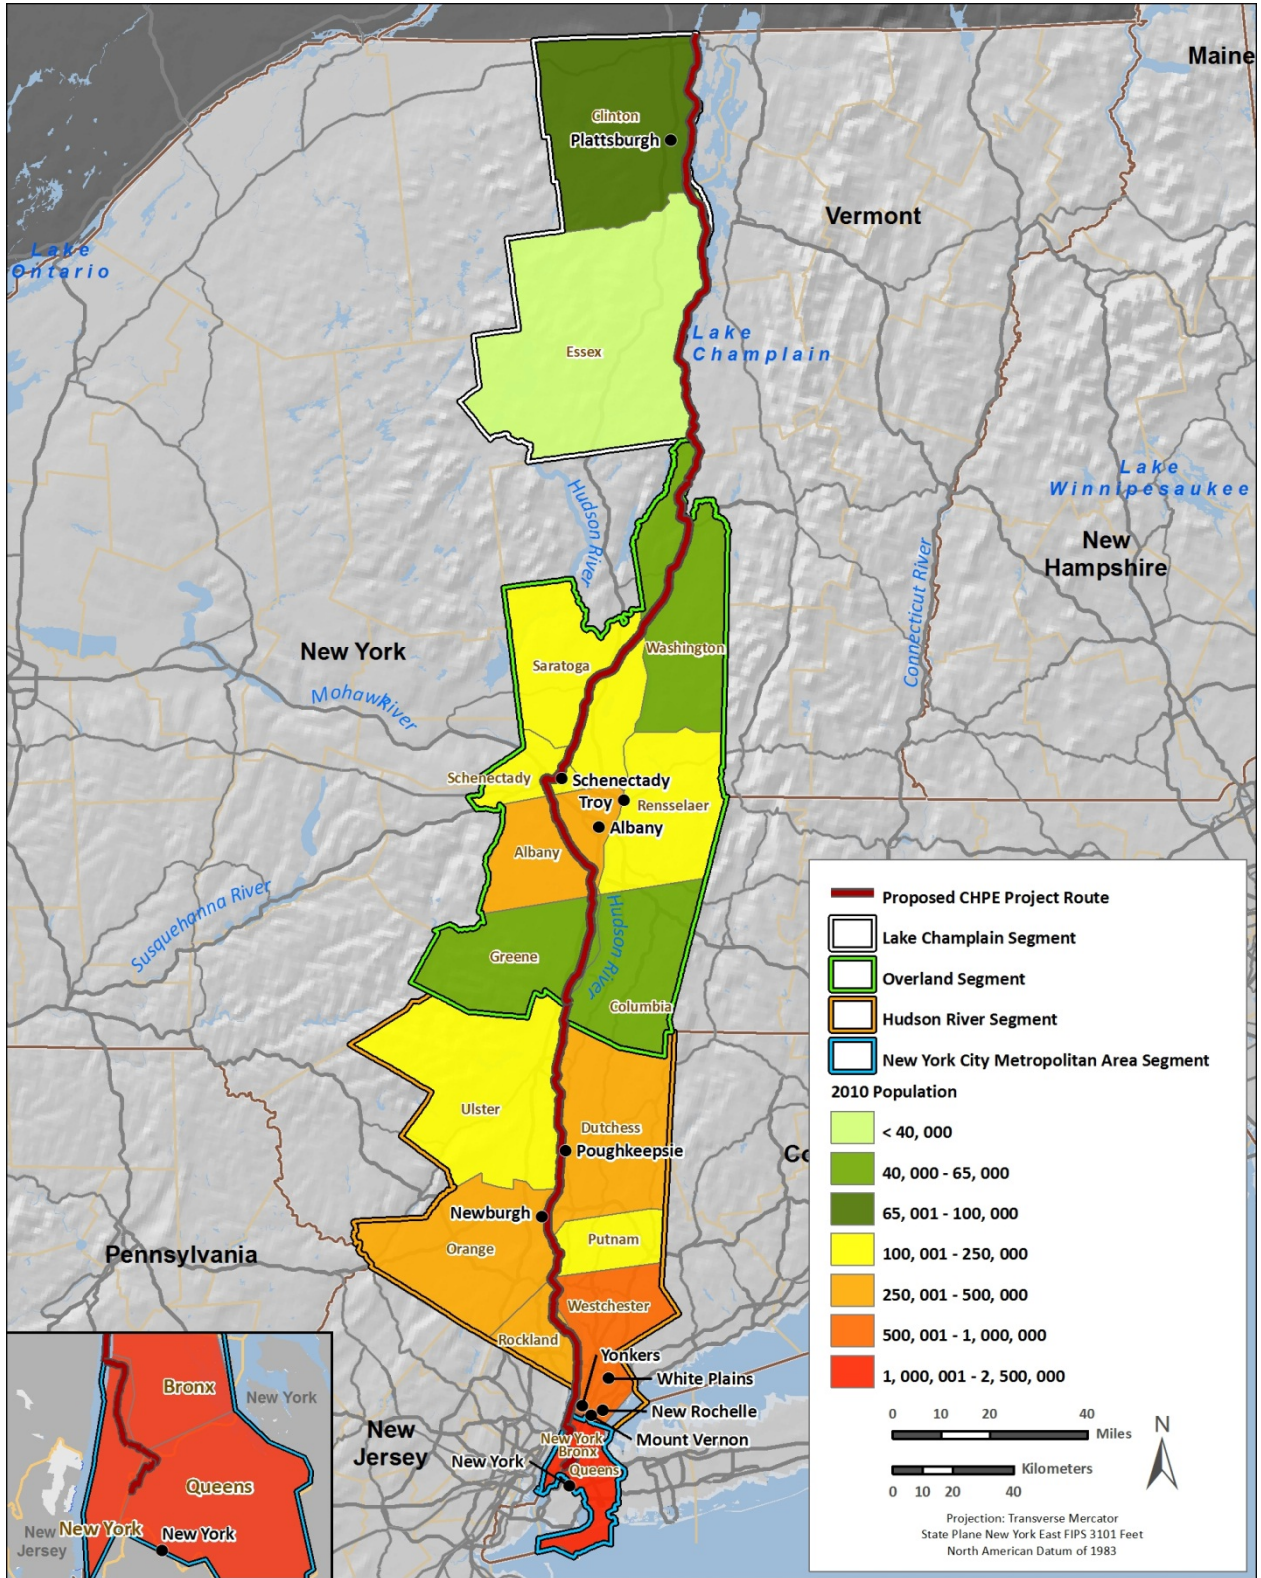 Maine
Clinton
Plattsburgh
Vermont
Lake
Ontario
Lake
Champlain
Essex
Lake
Winnipesaukee
Hudson River
New
Hampshire
Connecticut River
New York
Washington
Saratoga
Mohawk River
Schenectady
Schenectady
Troy
Rensselaer
Albany
Albany
Susquehanna River
Hudson River
Greene
Columbia
Ulster
Dutchess
Poughkeepsie
Co
Newburgh
Orange
Putnam
Pennsylvania
Westchester
Rockland
Yonkers
White Plains
New Rochelle
Mount Vernon
New
Jersey
New York
Bronx
Queens
New York
Bronx
New York
Queens
New
Jersey
New York
New York
Proposed CHPE Project Route
Lake Champlain Segment
Overland Segment
Hudson River Segment
New York City Metropolitan Area Segment
2010 Population
< 40, 000
40, 000 - 65, 000
65, 001 - 100, 000
100, 001 - 250, 000
250, 001 - 500, 000
500, 001 - 1, 000, 000
1, 000, 001 - 2, 500, 000
0 10 20 40 Miles
N
Kilometers
0 10 20 40
Projection: Transverse Mercator
State Plane New York East FIPS 3101 Feet
North American Datum of 1983